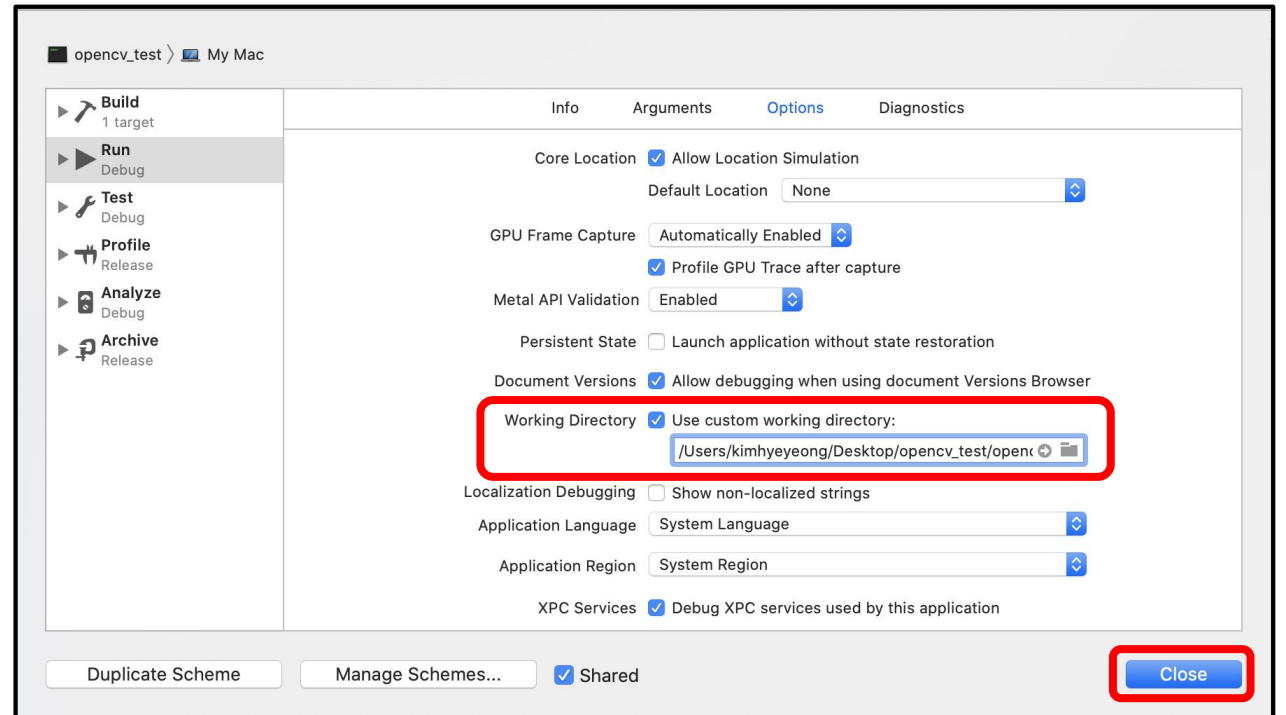 opencv_test 〉 My Mac
Build
1 target
Run
Debug
Test
Debug
Profile
Release
Analyze
Debug
Archive
Release
Info Arguments Options Diagnostics
Core Location Allow Location Simulation
Default Location None
GPU Frame Capture Automatically Enabled
Profile GPU Trace after capture
Metal API Validation Enabled
Persistent State Launch application without state restoration
Document Versions Allow debugging when using document Versions Browser
Working Directory Use custom working directory:
/Users/kimhyeyeong/Desktop/opencv_test/openc
Localization Debugging Show non-localized strings
Application Language System Language
Application Region System Region
XPC Services Debug XPC services used by this application
Duplicate Scheme Manage Schemes... Shared Close